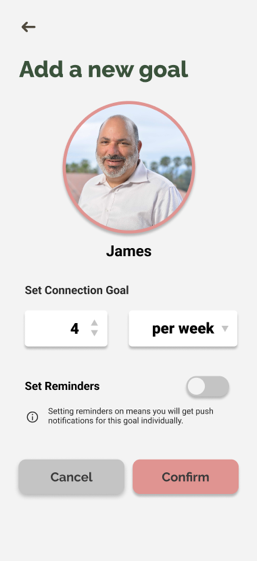 Add a new goal
James
Set Connection Goal
4
per week
Set Reminders
Setting reminders on means you will get push
notifications for this goal individually.
Cancel
Confirm